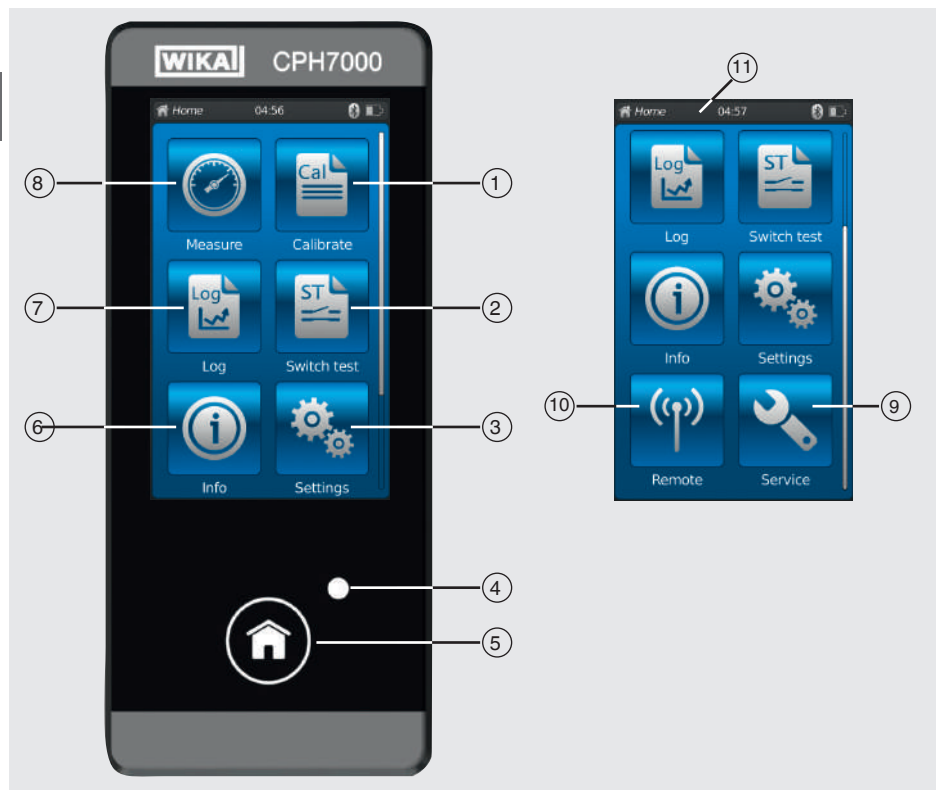 WIKA CPH7000
Home 04:56
8
Cal
1
Measure Calibrate
Log ST
7
2
Log Switch test
6
3
Info Settings
4
5
11
Home 04:57
Log ST
Log Switch test
Info Settings
10
9
Remote Service